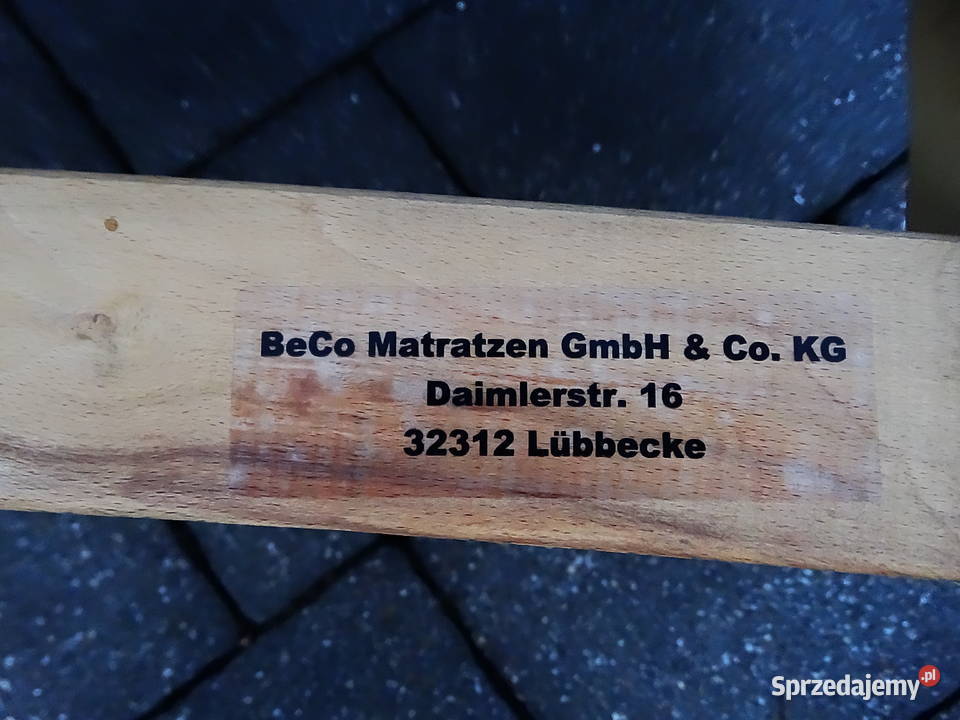 BeCo Matratzen GmbH & Co. KG
Daimlerstr. 16
32312 Lübbecke
Sprzedajemy.pl